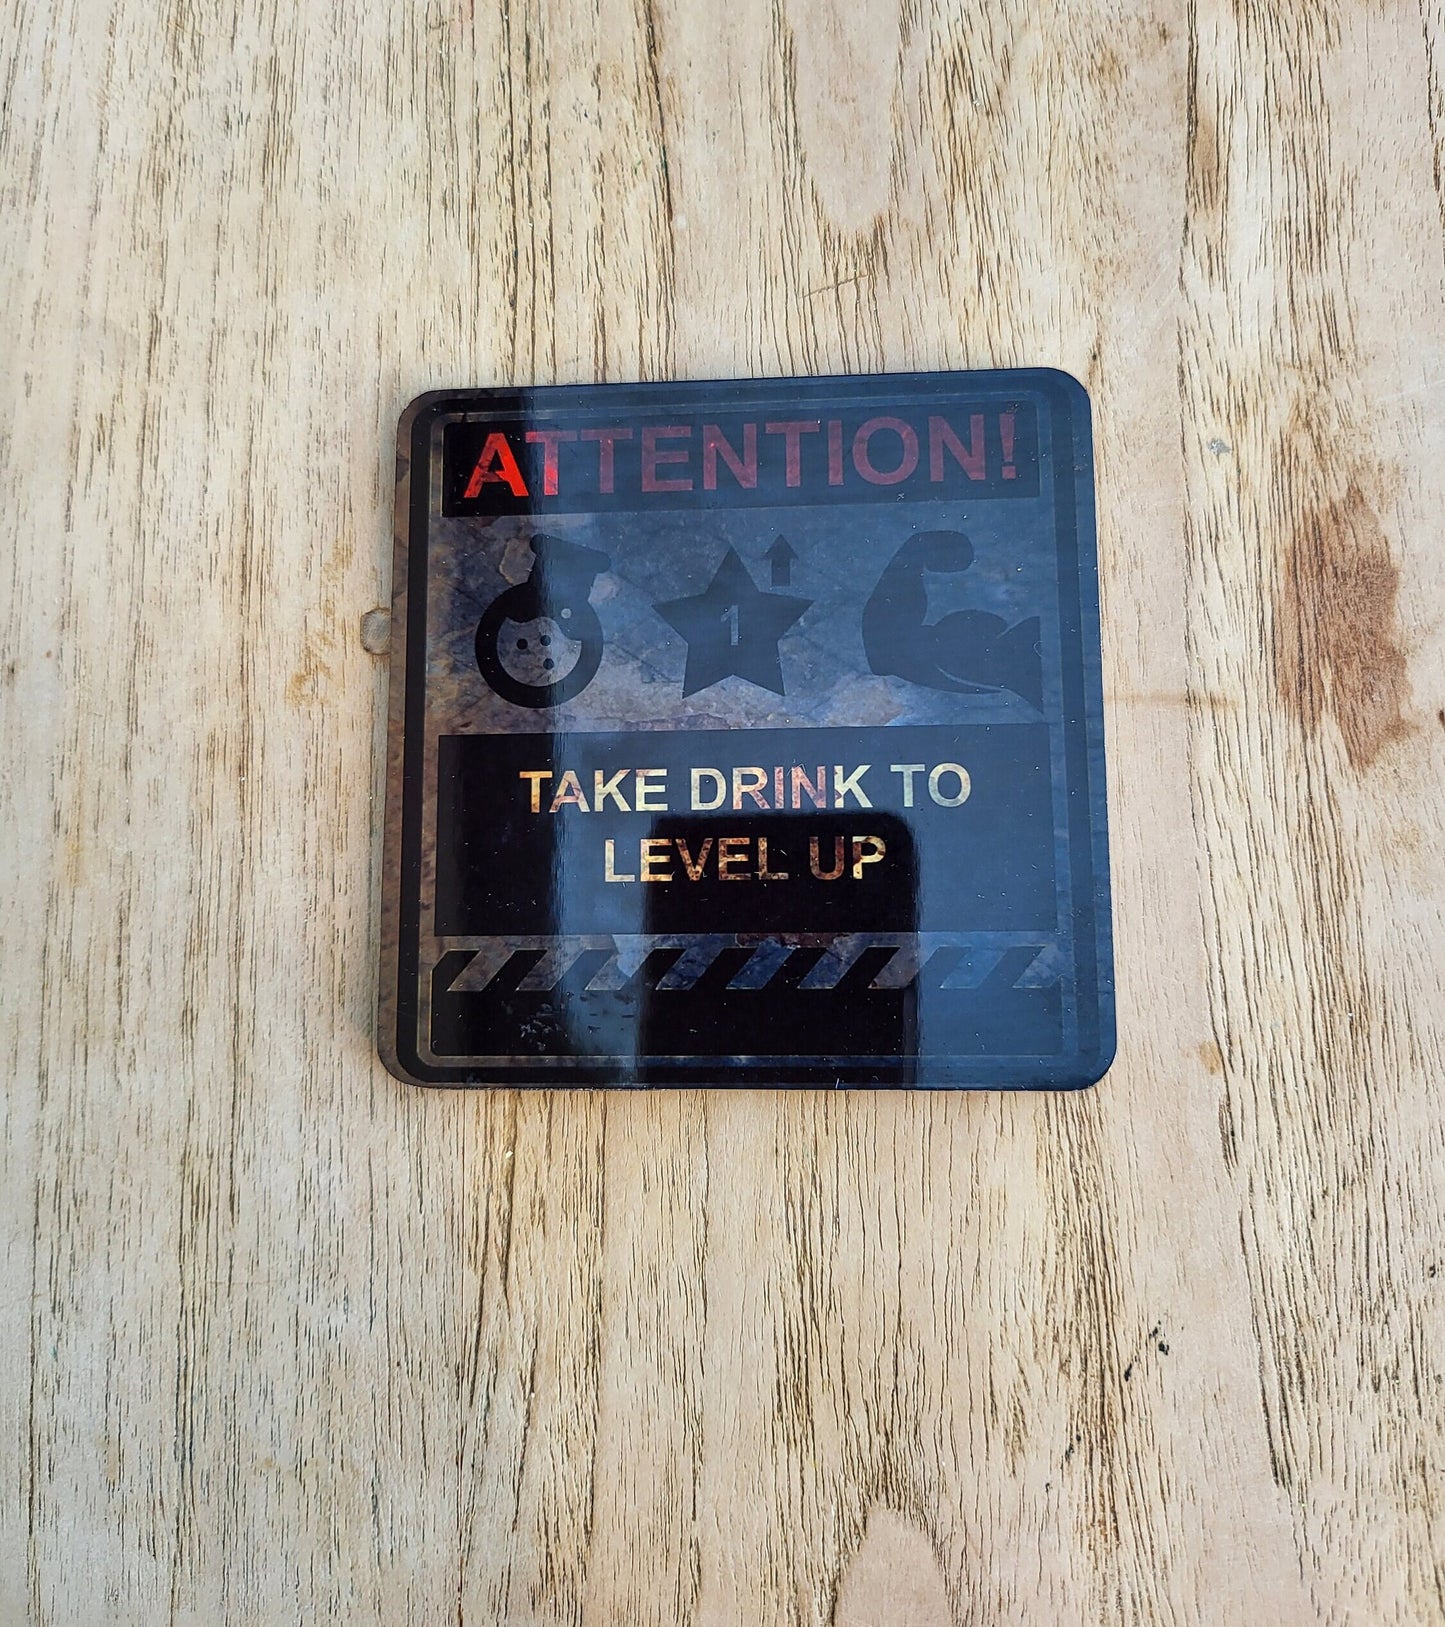 ATTENTION!
1
TAKE DRINK TO
LEVEL UP